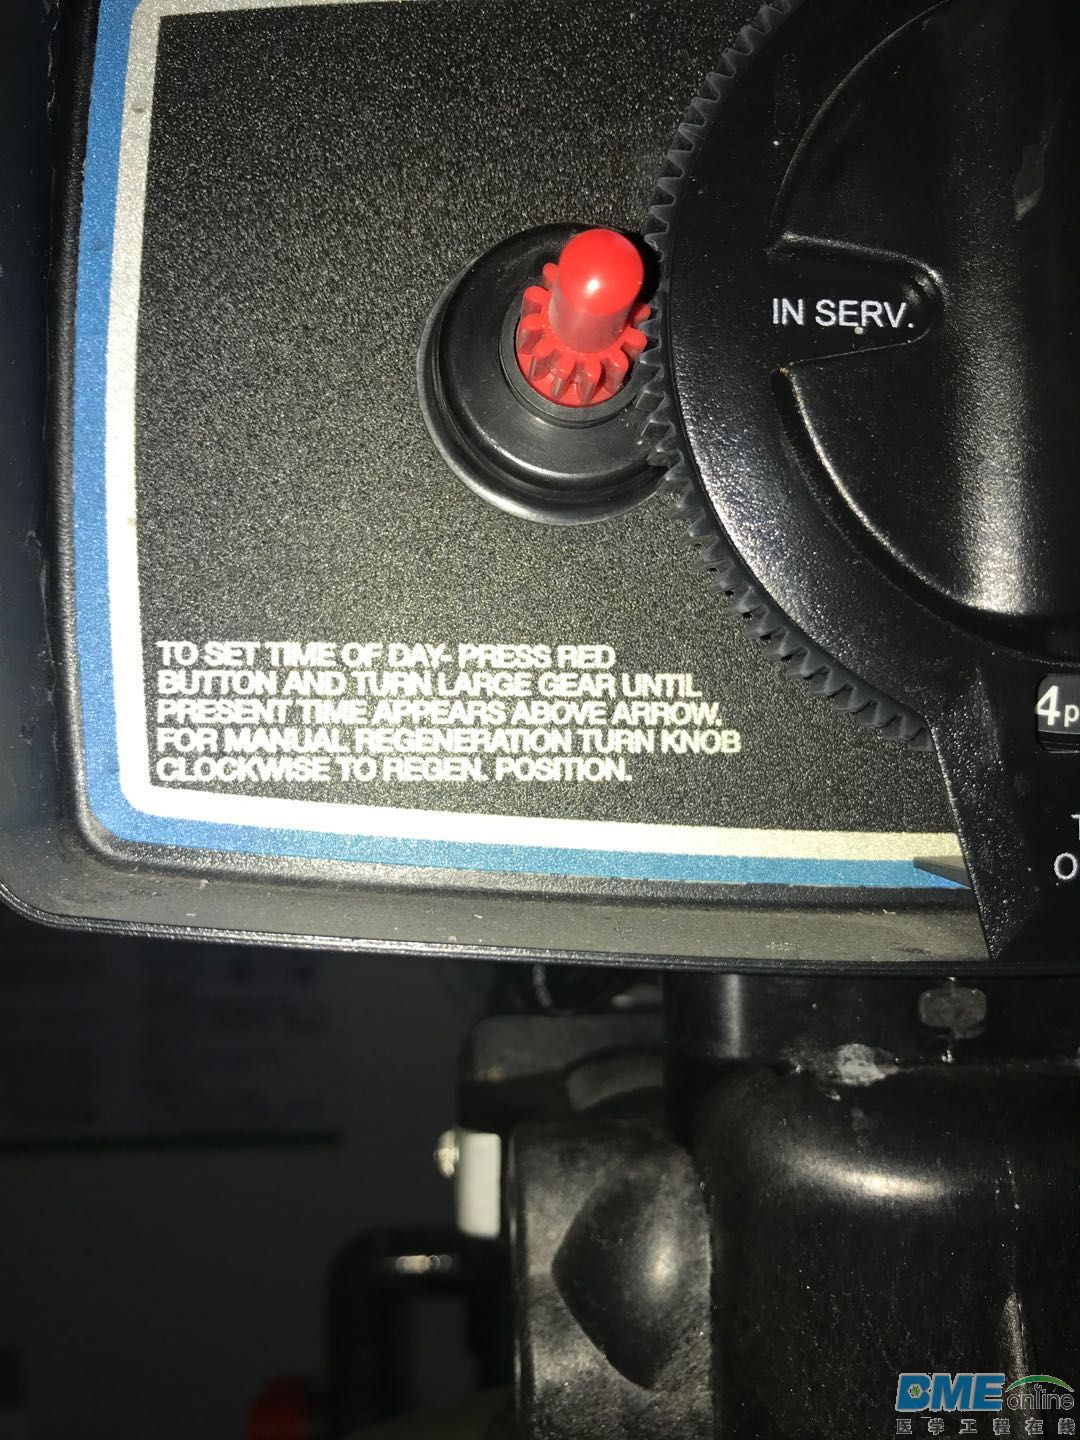 IN SERV.
TO SET TIME OF DAY- PRESS RED
BUTTON AND TURN LARGE GEAR UNTIL
PRESENT TIME APPEARS ABOVE ARROW.
FOR MANUAL REGENERATION TURN KNOB
CLOCKWISE TO REGEN. POSITION.
4p
BME online
医学工程在线